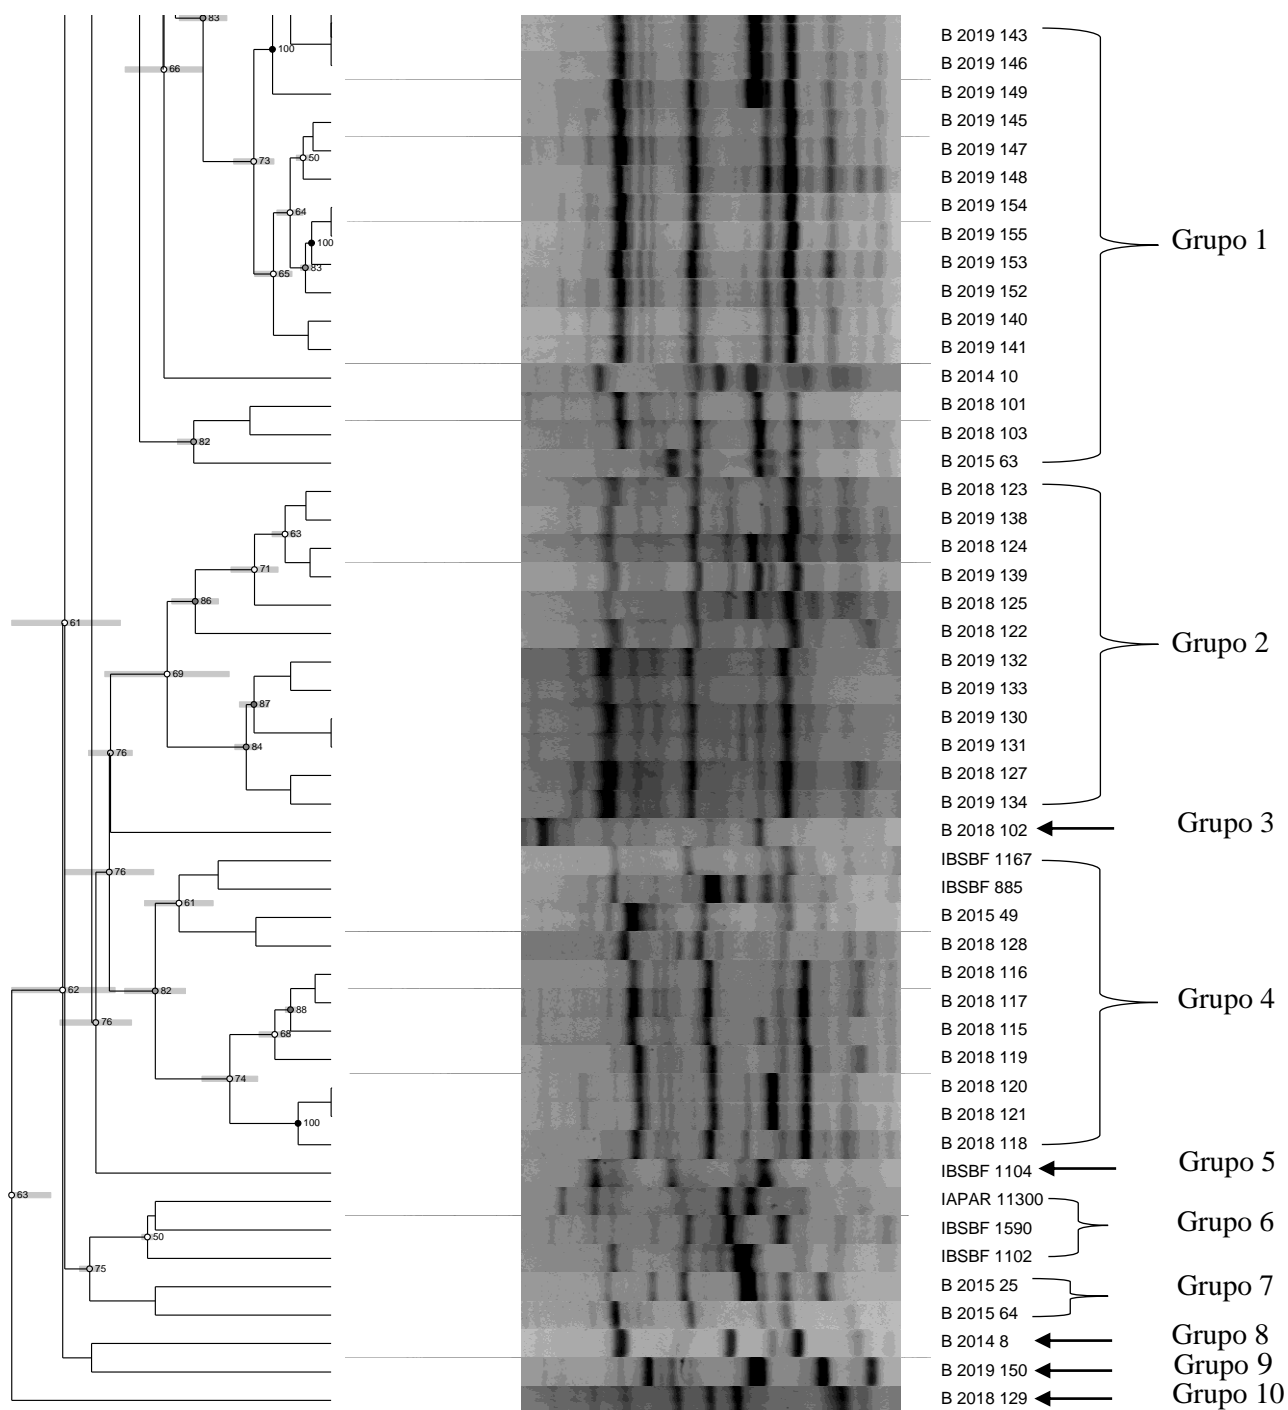 83
B 2019 143
100
B 2019 146
66
B 2019 149
B 2019 145
50
B 2019 147
73
B 2019 148
64
B 2019 154
100
B 2019 155
Grupo 1
83
B 2019 153
65
B 2019 152
B 2019 140
B 2019 141
B 2014 10
B 2018 101
82
B 2018 103
B 2015 63
B 2018 123
63
B 2019 138
B 2018 124
71
B 2019 139
86
B 2018 125
61
B 2018 122
Grupo 2
69
B 2019 132
87
B 2019 133
B 2019 130
84
B 2019 131
76
B 2018 127
B 2019 134
B 2018 102
Grupo 3
76
IBSBF 1167
61
IBSBF 885
B 2015 49
B 2018 128
62
82
B 2018 116
88
B 2018 117
Grupo 4
76
68
B 2018 115
B 2018 119
74
B 2018 120
100
B 2018 121
B 2018 118
IBSBF 1104
Grupo 5
63
IAPAR 11300
50
IBSBF 1590
Grupo 6
IBSBF 1102
75
B 2015 25
Grupo 7
B 2015 64
B 2014 8
Grupo 8
B 2019 150
Grupo 9
B 2018 129
Grupo 10